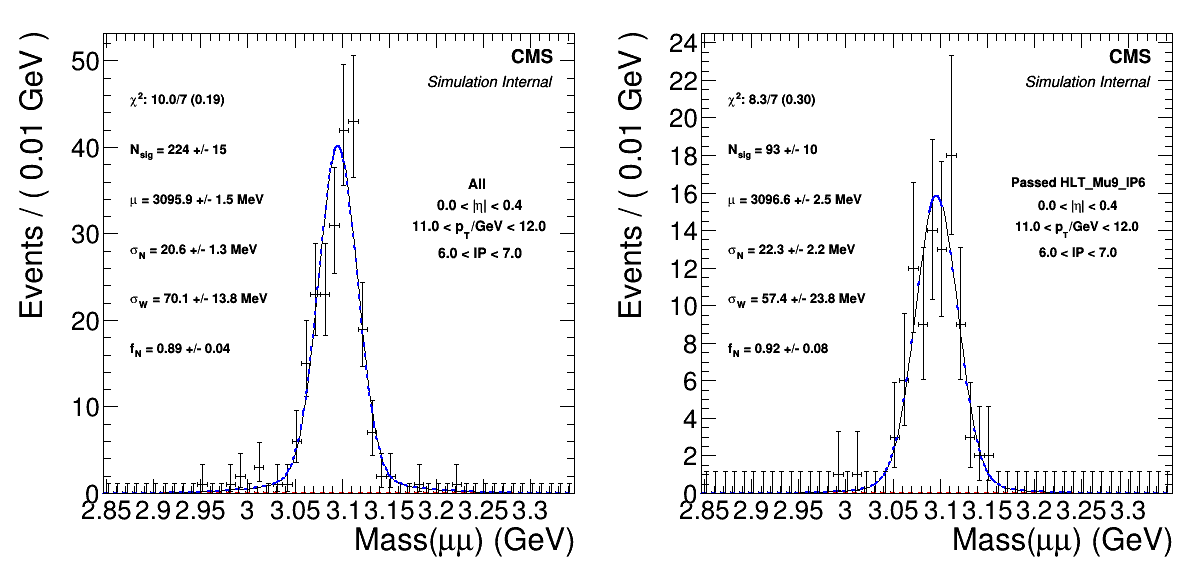 CMS
Simulation Internal
χ²: 10.0/7 (0.19)
N_sig = 224 +/- 15
μ = 3095.9 +/- 1.5 MeV
σ_N = 20.6 +/- 1.3 MeV
σ_W = 70.1 +/- 13.8 MeV
f_N = 0.89 +/- 0.04
All
0.0 < |η| < 0.4
11.0 < p_T/GeV < 12.0
6.0 < IP < 7.0
Events / ( 0.01 GeV )
50
40
30
20
10
0
2.85 2.9 2.95 3 3.05 3.1 3.15 3.2 3.25 3.3
Mass(μμ) (GeV)
CMS
Simulation Internal
χ²: 8.3/7 (0.30)
N_sig = 93 +/- 10
μ = 3096.6 +/- 2.5 MeV
σ_N = 22.3 +/- 2.2 MeV
σ_W = 57.4 +/- 23.8 MeV
f_N = 0.92 +/- 0.08
Passed HLT_Mu9_IP6
0.0 < |η| < 0.4
11.0 < p_T/GeV < 12.0
6.0 < IP < 7.0
Events / ( 0.01 GeV )
24
22
20
18
16
14
12
10
8
6
4
2
0
2.85 2.9 2.95 3 3.05 3.1 3.15 3.2 3.25 3.3
Mass(μμ) (GeV)